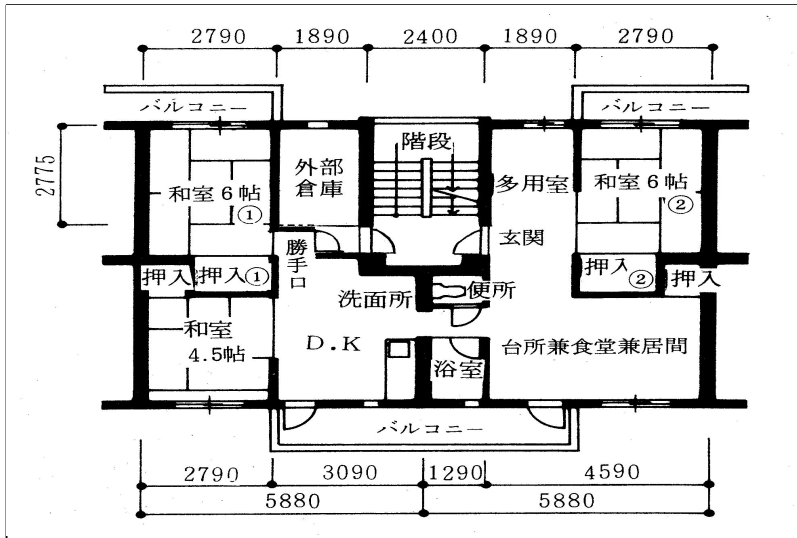 2790 1890 2400 1890 2790
バルコニー バルコニー
2775
階段
外部
倉庫
和室 6 帖
①
多用室
和室 6 帖
②
玄関
勝手口
押入 押入①
押入
②
押入
洗面所
便所
和室
4.5帖
D.K
浴室
台所兼食堂兼居間
バルコニー
2790 3090 1290 4590
5880 5880